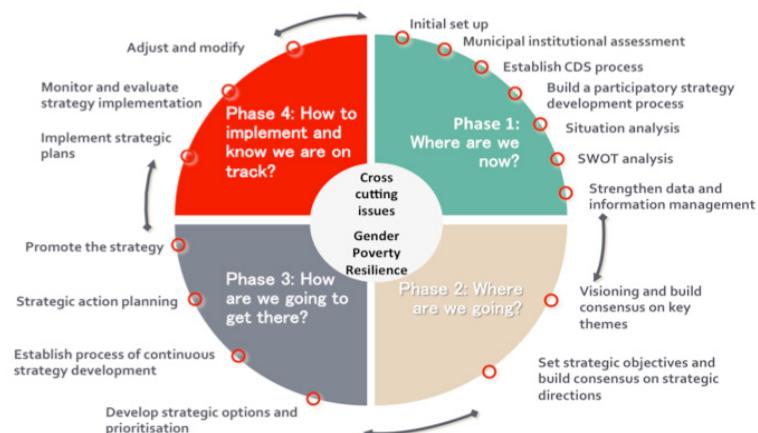 Initial set up
Municipal institutional assessment
Establish CDS process
Build a participatory strategy
development process
Situation analysis
SWOT analysis
Strengthen data and
information management
Phase 1:
Where are we
now?
Visioning and build
consensus on key
themes
Set strategic objectives and
build consensus on strategic
directions
Phase 2: Where
are we going?
Develop strategic options and
prioritisation
Establish process of continuous
strategy development
Strategic action planning
Promote the strategy
Phase 3: How
are we going to
get there?
Implement strategic
plans
Monitor and evaluate
strategy implementation
Adjust and modify
Phase 4: How to
implement and
know we are on
track?
Cross
cutting
issues
Gender
Poverty
Resilience